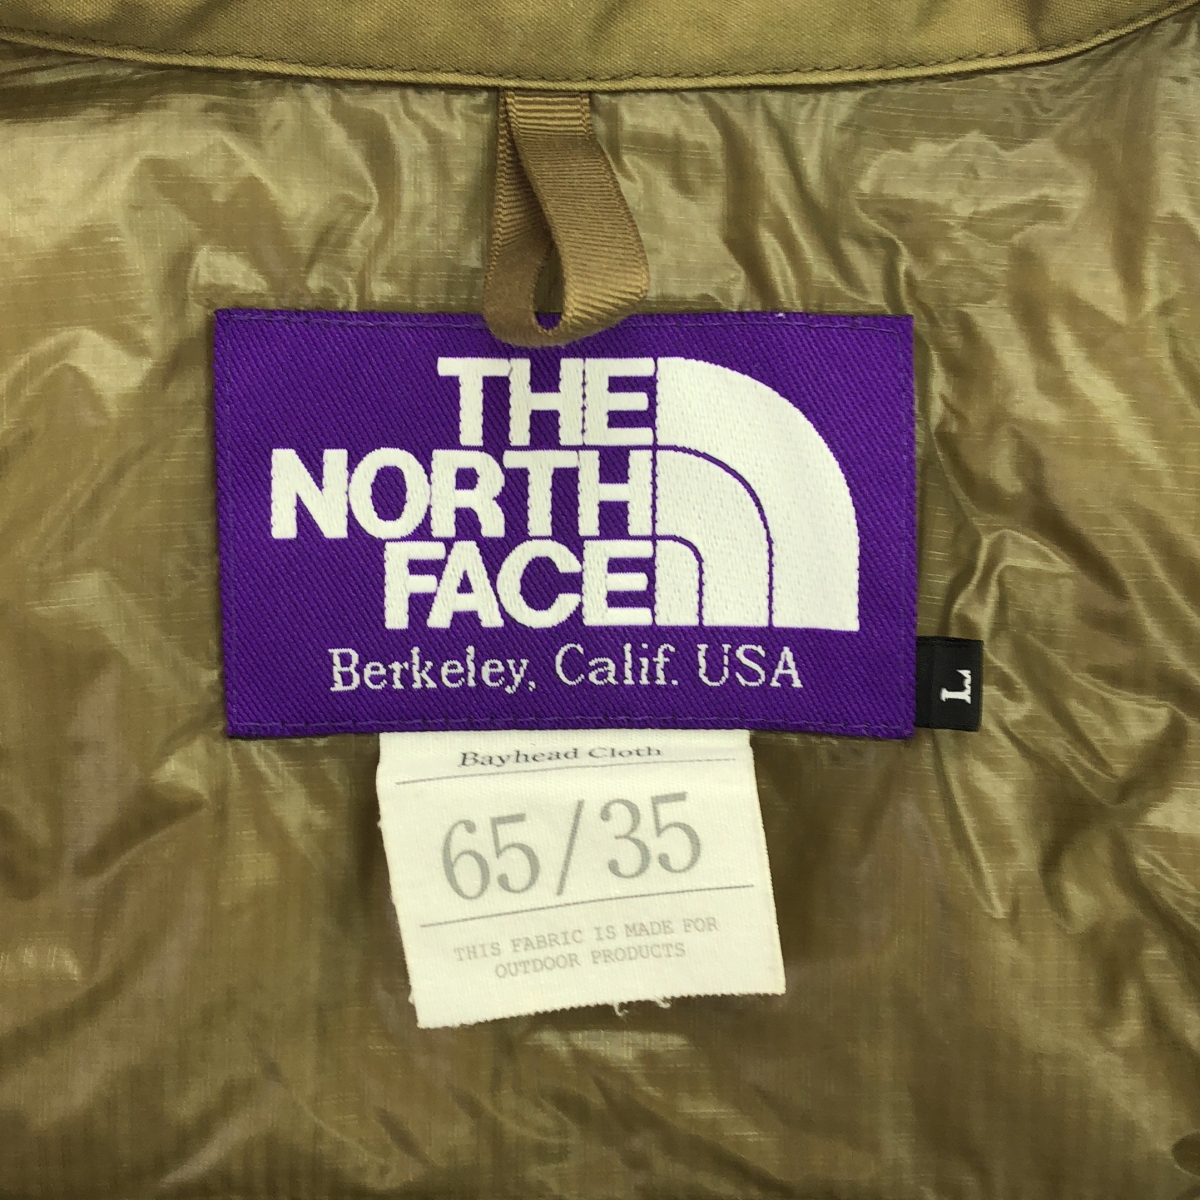 THE
NORTH
FACE
Berkeley, Calif. USA
L
Bayhead Cloth
65/35
THIS FABRIC IS MADE FOR
OUTDOOR PRODUCTS